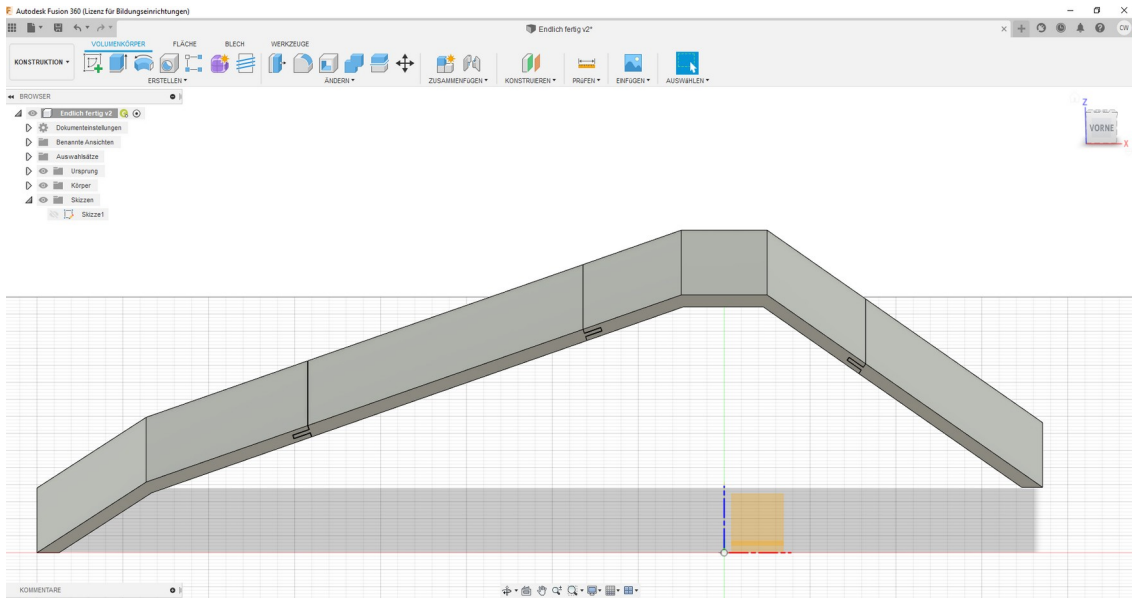 Autodesk Fusion 360 (Lizenz für Bildungseinrichtungen)
Endlich fertig v2*
CW
VOLUMENKÖRPER FLÄCHE BLECH WERKZEUGE
KONSTRUKTION
ERSTELLEN ÄNDERN ZUSAMMENFÜGEN KONSTRUIEREN PRÜFEN EINFÜGEN AUSWÄHLEN
BROWSER
Endlich fertig v2
Dokumenteinstellungen
Benannte Ansichten
Auswahlsätze
Ursprung
Körper
Skizzen
Skizze1
Z
VORNE
X
KOMMENTARE